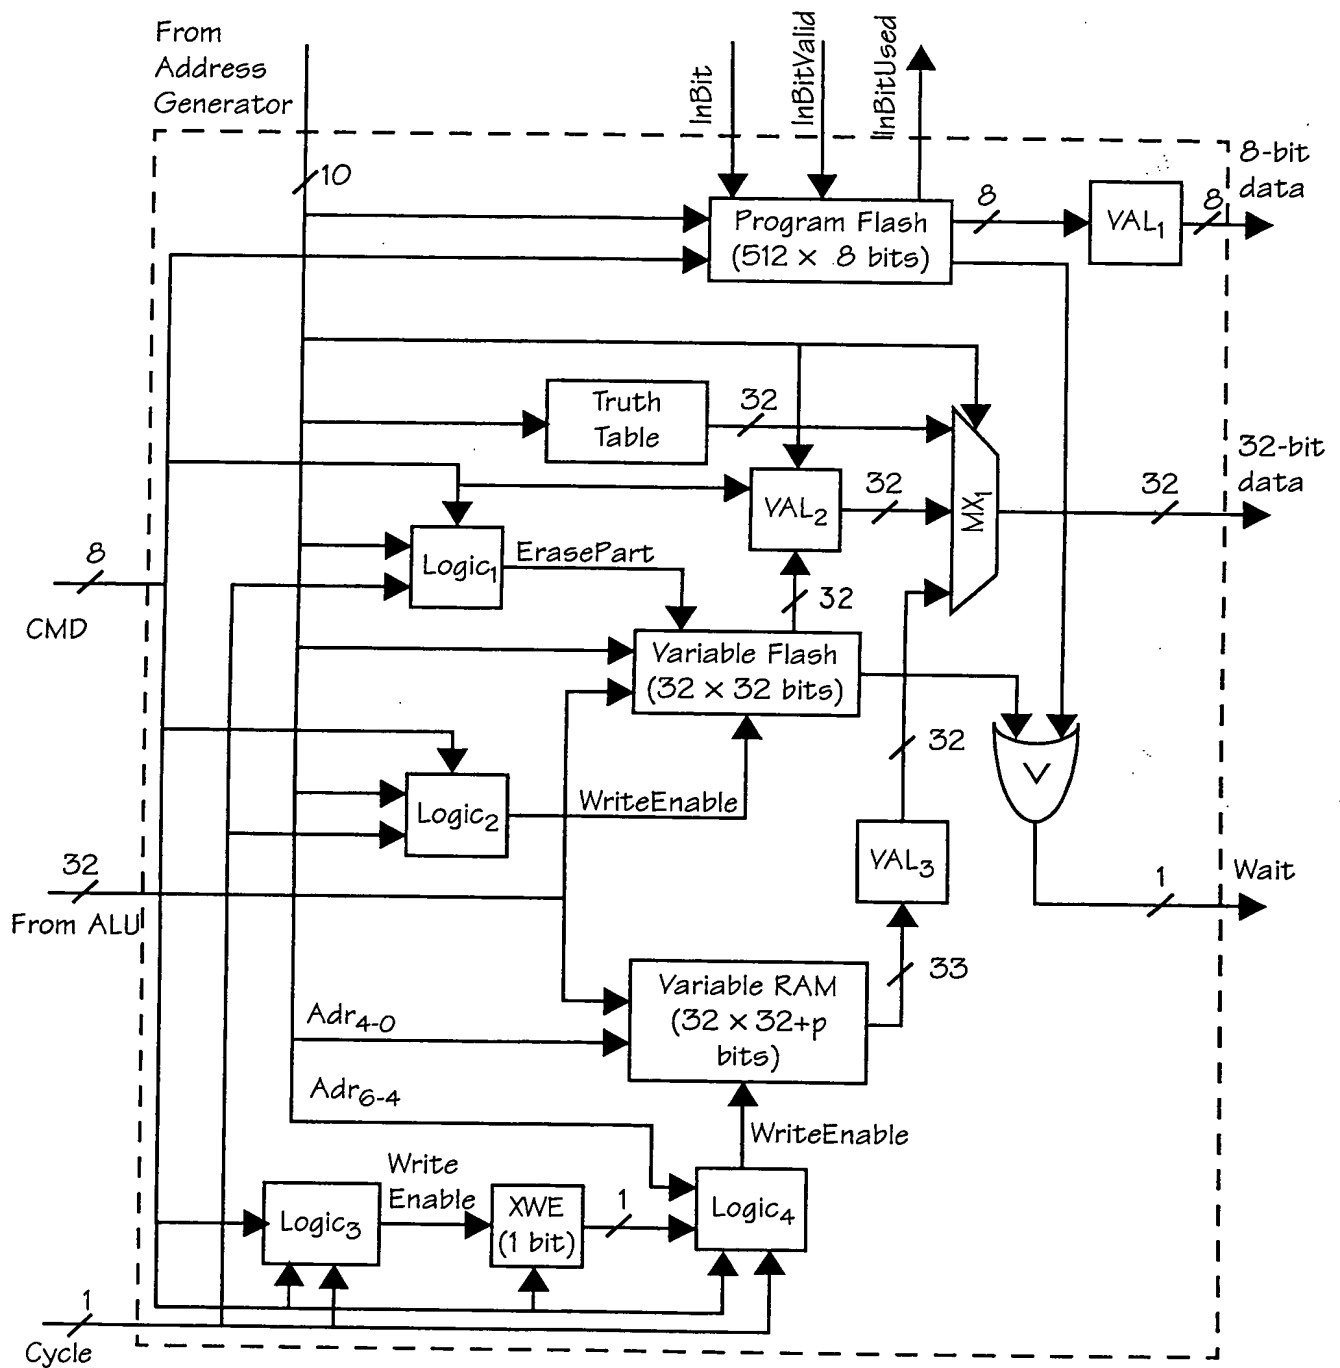 From
Address
Generator
InBit
InBitValid
InBitUsed
10
8-bit
data
Program Flash
(512 × 8 bits)
8
VAL1
8
Truth
Table
32
32-bit
data
VAL2
32
MX1
32
8
CMD
Logic1
ErasePart
32
Variable Flash
(32 × 32 bits)
32
V
Logic2
WriteEnable
VAL3
32
From ALU
1
Wait
33
Variable RAM
(32 × 32+p
bits)
Adr4-0
Adr6-4
WriteEnable
Write
Enable
Logic3
XWE
(1 bit)
1
Logic4
1
Cycle